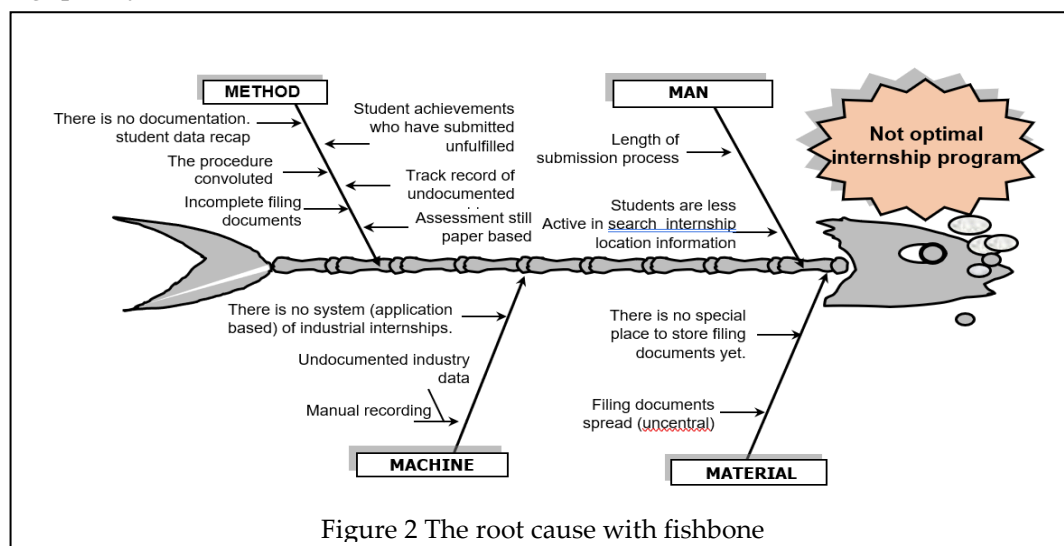 METHOD
There is no documentation.
student data recap
The procedure
convoluted
Incomplete filing
documents
Student achievements
who have submitted
unfulfilled
Track record of
undocumented
Assessment still
paper based
MAN
Length of
submission process
Students are less
Active in search internship
location information
Not optimal
internship program
There is no system (application
based) of industrial internships.
Undocumented industry
data
Manual recording
MACHINE
There is no special
place to store filing
documents yet.
Filing documents
spread (uncentral)
MATERIAL
Figure 2 The root cause with fishbone